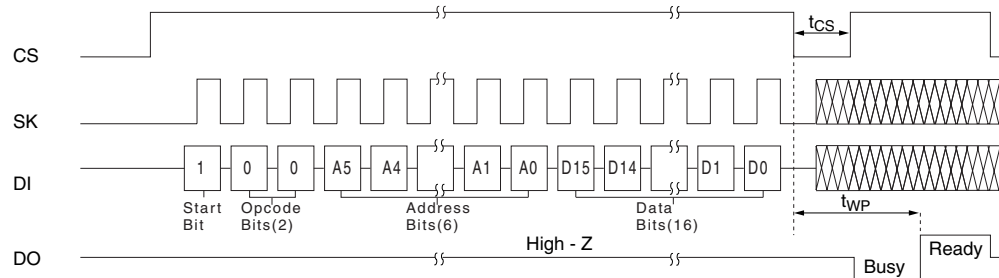 CS
tCS
SK
DI
1 0 0 A5 A4 A1 A0 D15 D14 D1 D0
Start Bit
Opcode Bits(2)
Address Bits(6)
Data Bits(16)
tWP
DO
High - Z
Busy
Ready